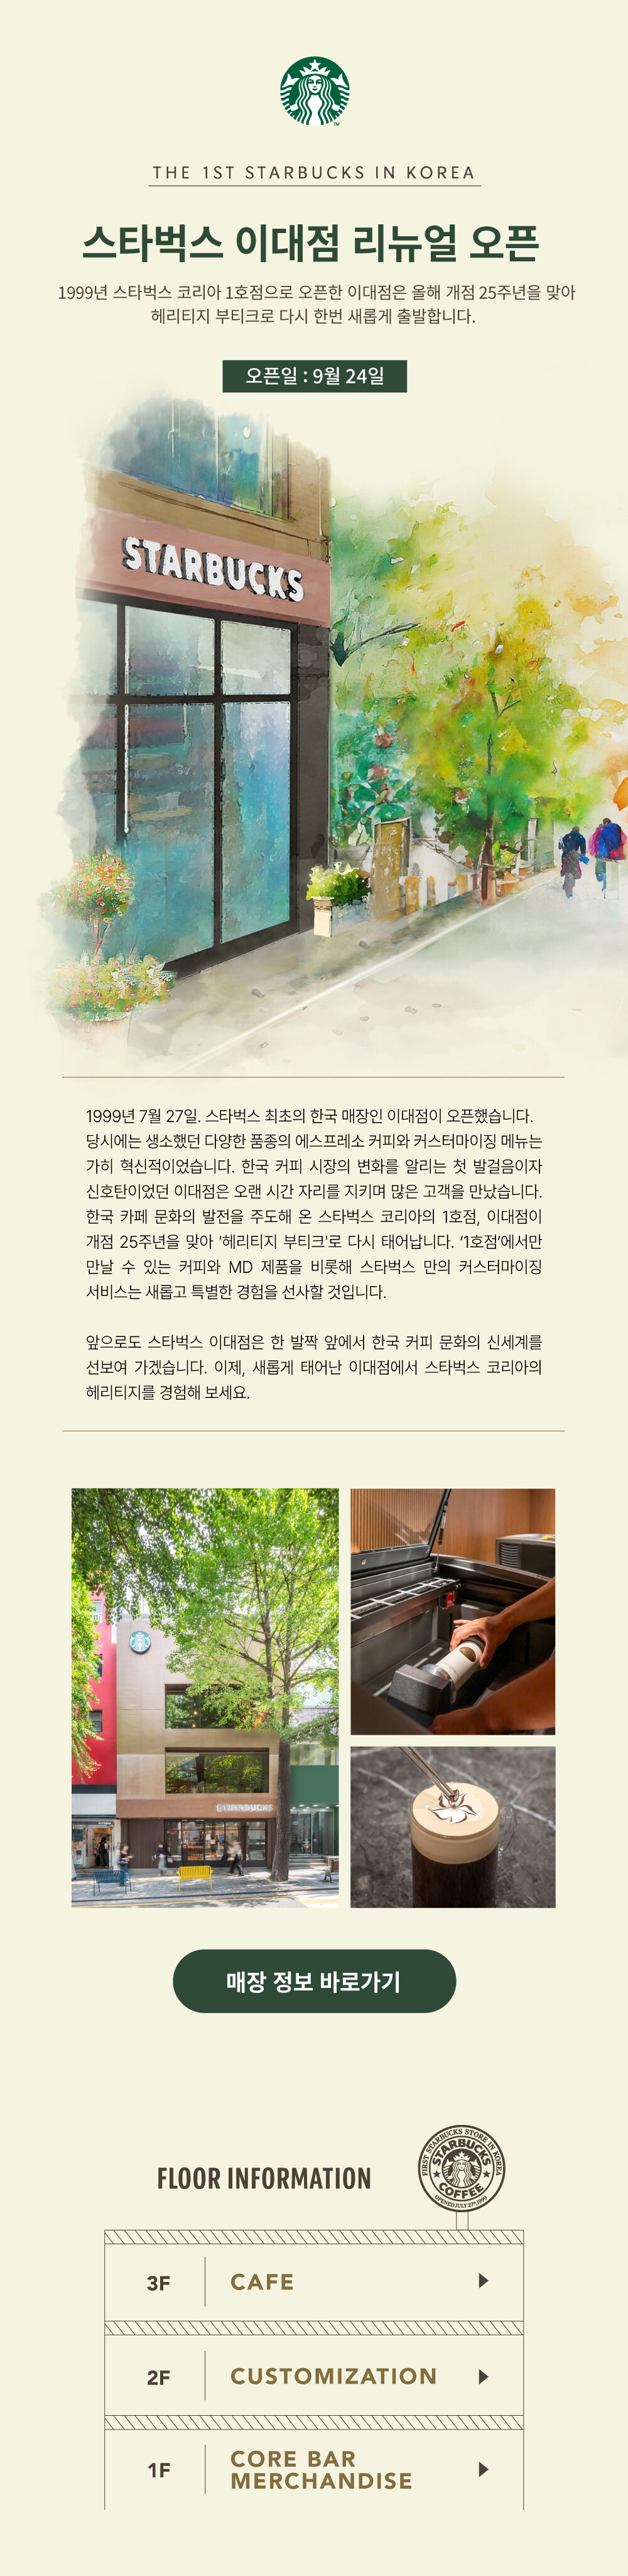 THE 1ST STARBUCKS IN KOREA
스타벅스 이대점 리뉴얼 오픈
1999년 스타벅스 코리아 1호점으로 오픈한 이대점은 올해 개점 25주년을 맞아
헤리티지 부티크로 다시 한번 새롭게 출발합니다.
오픈일 : 9월 24일
STARBUCKS
1999년 7월 27일. 스타벅스 최초의 한국 매장인 이대점이 오픈했습니다.
당시에는 생소했던 다양한 품종의 에스프레소 커피와 커스터마이징 메뉴는
가히 혁신적이었습니다. 한국 커피 시장의 변화를 알리는 첫 발걸음이자
신호탄이었던 이대점은 오랜 시간 자리를 지키며 많은 고객을 만났습니다.
한국 카페 문화의 발전을 주도해 온 스타벅스 코리아의 1호점, 이대점이
개점 25주년을 맞아 '헤리티지 부티크'로 다시 태어납니다. ‘1호점’에서만
만날 수 있는 커피와 MD 제품을 비롯해 스타벅스 만의 커스터마이징
서비스는 새롭고 특별한 경험을 선사할 것입니다.
앞으로도 스타벅스 이대점은 한 발짝 앞에서 한국 커피 문화의 신세계를
선보여 가겠습니다. 이제, 새롭게 태어난 이대점에서 스타벅스 코리아의
헤리티지를 경험해 보세요.
STARBUCKS
매장 정보 바로가기
FIRST STARBUCKS STORE IN KOREA
STARBUCKS
COFFEE
OPENED JULY 27th, 1999
FLOOR INFORMATION
3F CAFE
2F CUSTOMIZATION
1F CORE BAR
MERCHANDISE